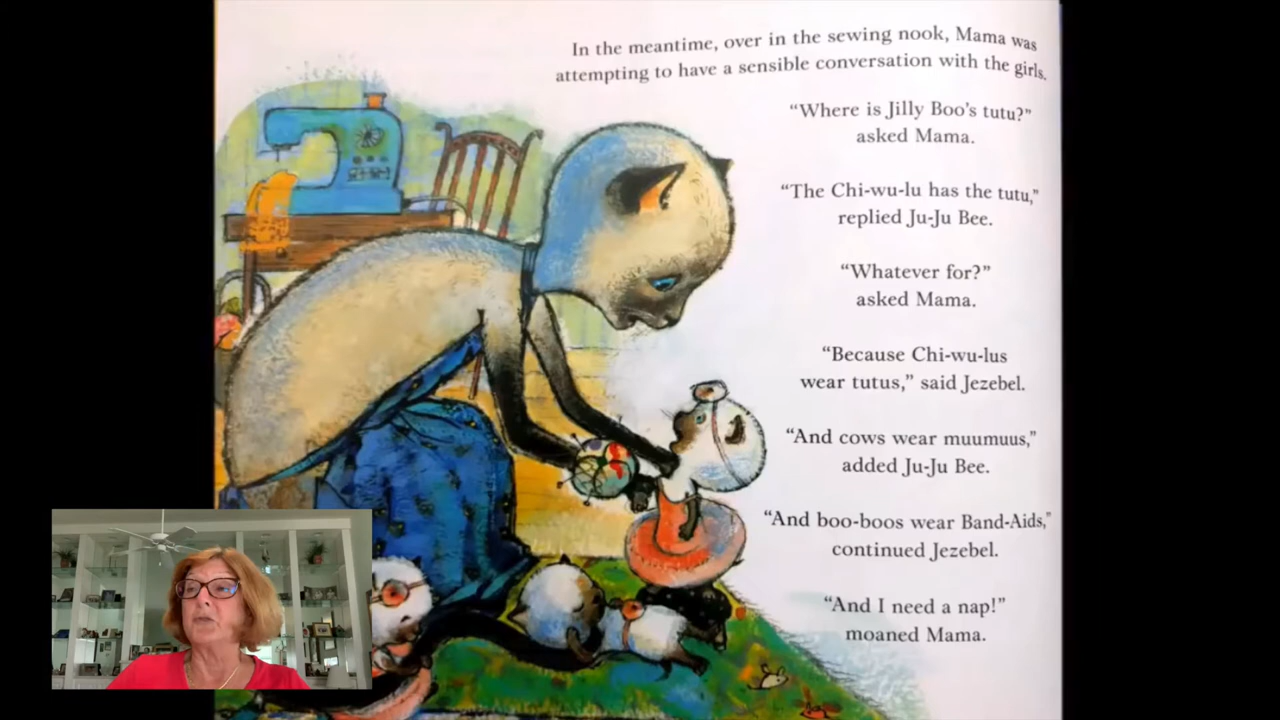 In the meantime, over in the sewing nook, Mama was
attempting to have a sensible conversation with the girls.
“Where is Jilly Boo’s tutu?”
asked Mama.
“The Chi-wu-lu has the tutu,”
replied Ju-Ju Bee.
“Whatever for?”
asked Mama.
“Because Chi-wu-lus
wear tutus,” said Jezebel.
“And cows wear muumuus,”
added Ju-Ju Bee.
“And boo-boos wear Band-Aids,”
continued Jezebel.
“And I need a nap!”
moaned Mama.